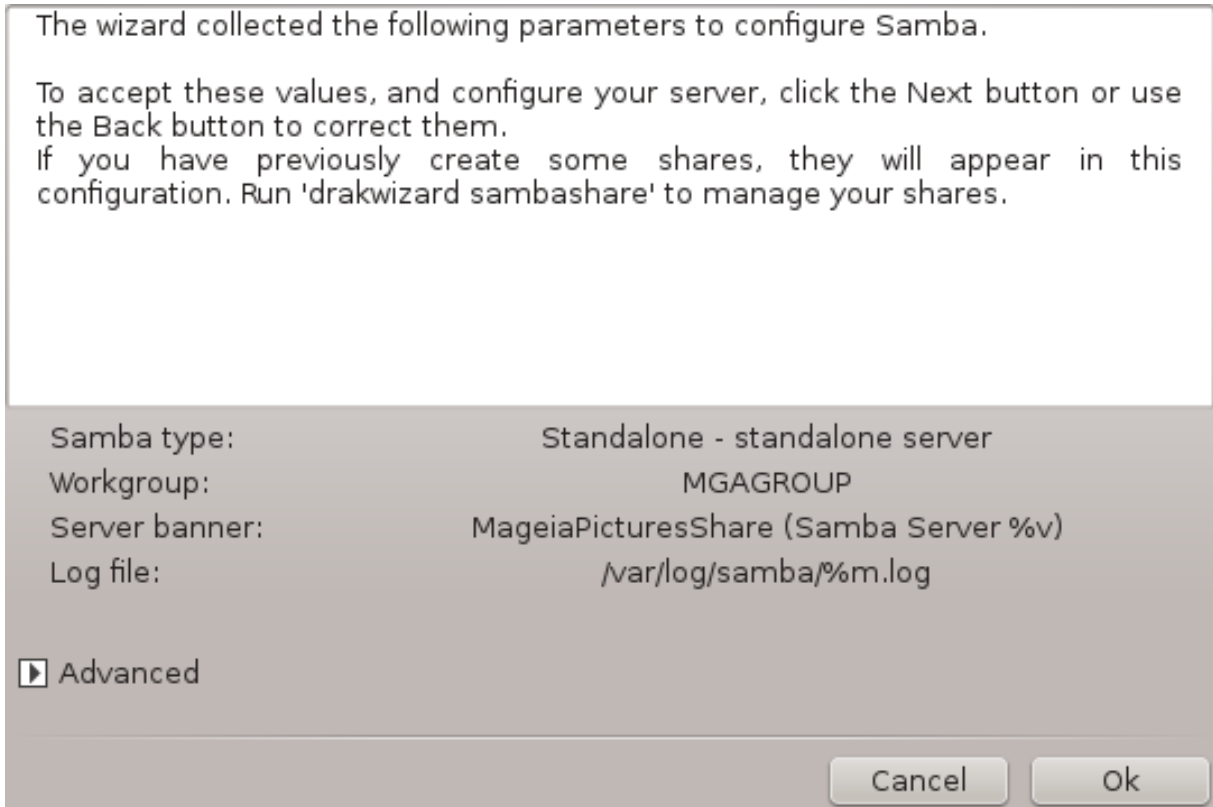 The wizard collected the following parameters to configure Samba.
To accept these values, and configure your server, click the Next button or use
the Back button to correct them.
If you have previously create some shares, they will appear in this
configuration. Run 'drakwizard sambashare' to manage your shares.
Samba type: Standalone - standalone server
Workgroup: MGAGROUP
Server banner: MageiaPicturesShare (Samba Server %v)
Log file: /var/log/samba/%m.log
Advanced
Cancel Ok